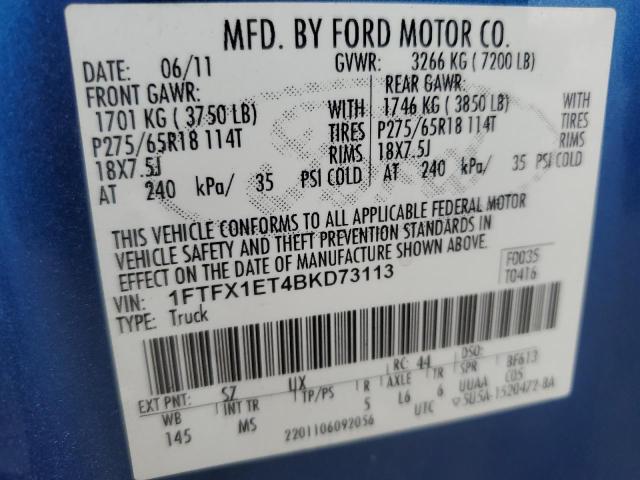 MFD. BY FORD MOTOR CO.
DATE: 06/11
GVWR: 3266 KG ( 7200 LB)
FRONT GAWR:
1701 KG ( 3750 LB) WITH
P275/65R18 114T TIRES
18X7.5J RIMS
AT 240 kPa/ 35 PSI COLD
REAR GAWR:
1746 KG ( 3850 LB) WITH
P275/65R18 114T TIRES
18X7.5J RIMS
AT 240 kPa/ 35 PSI COLD
THIS VEHICLE CONFORMS TO ALL APPLICABLE FEDERAL MOTOR
VEHICLE SAFETY AND THEFT PREVENTION STANDARDS IN
EFFECT ON THE DATE OF MANUFACTURE SHOWN ABOVE.
VIN: 1FTFX1ET4BKD73113
TYPE: Truck
F0035
T0416
EXT PNT: SZ UX RC: 44 DSO:
WB INT TR TP/PS R AXLE TR SPR BF613
145 MS 5 L6 6 UUAA C05
2201106092056 UTC 5U5A-1520472-BA